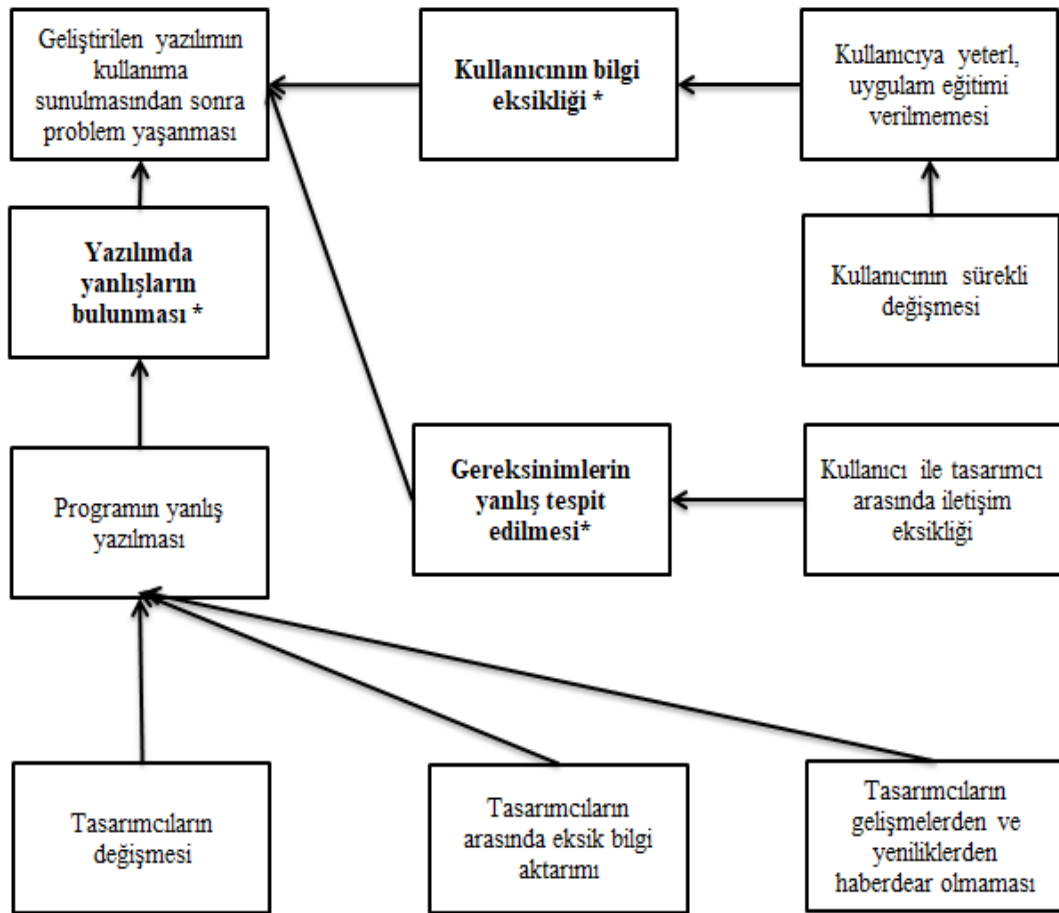 Geliştirilen yazılımın
kullanıma
sunulmasından sonra
problem yaşanması
Kullanıcının bilgi
eksikliği *
Kullanıcıya yeterl,
uygulam eğitimi
verilmemesi
Yazılımda
yanlışların
bulunması *
Kullanıcının sürekli
değişmesi
Programın yanlış
yazılması
Gereksinimlerin
yanlış tespit
edilmesi*
Kullanıcı ile tasarımcı
arasında iletişim
eksikliği
Tasarımcıların
değişmesi
Tasarımcıların
arasında eksik bilgi
aktarımı
Tasarımcıların
gelişmelerden ve
yeniliklerden
haberdear olmaması